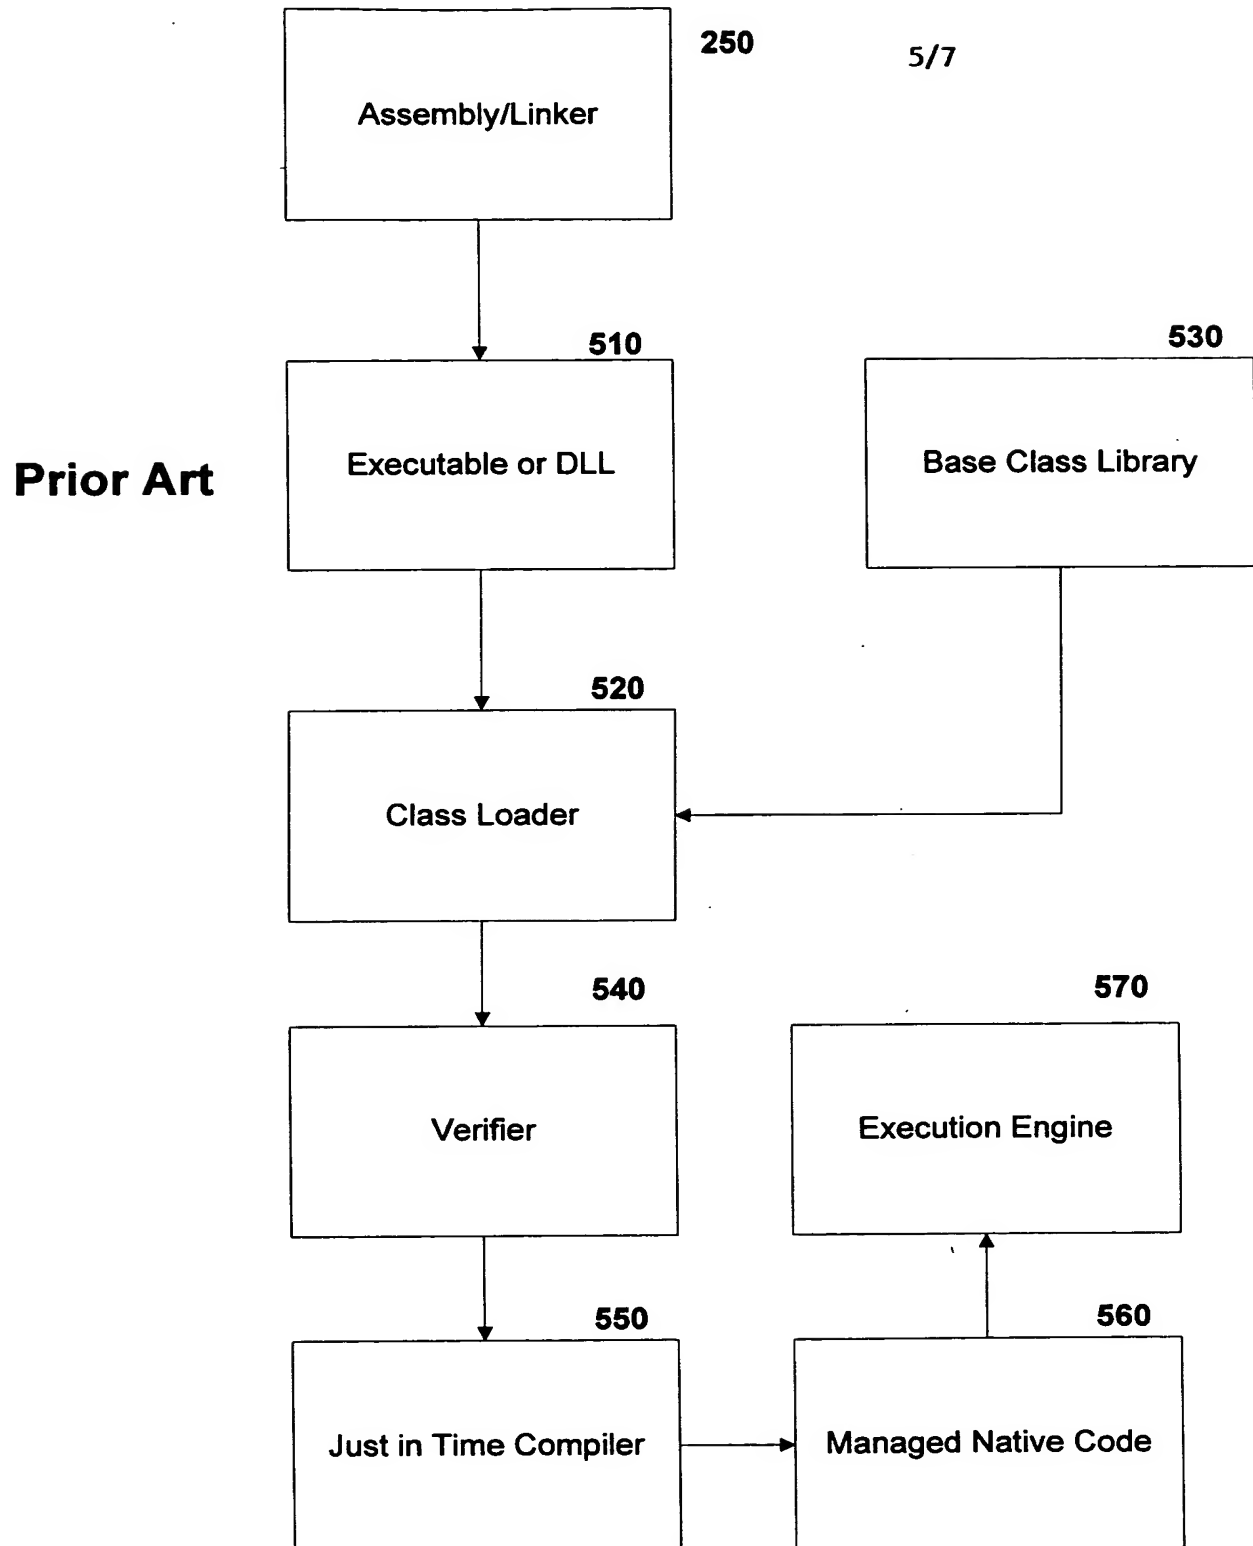 250
5/7
Assembly/Linker
510
530
Prior Art
Executable or DLL
Base Class Library
520
Class Loader
540
570
Verifier
Execution Engine
550
560
Just in Time Compiler
Managed Native Code